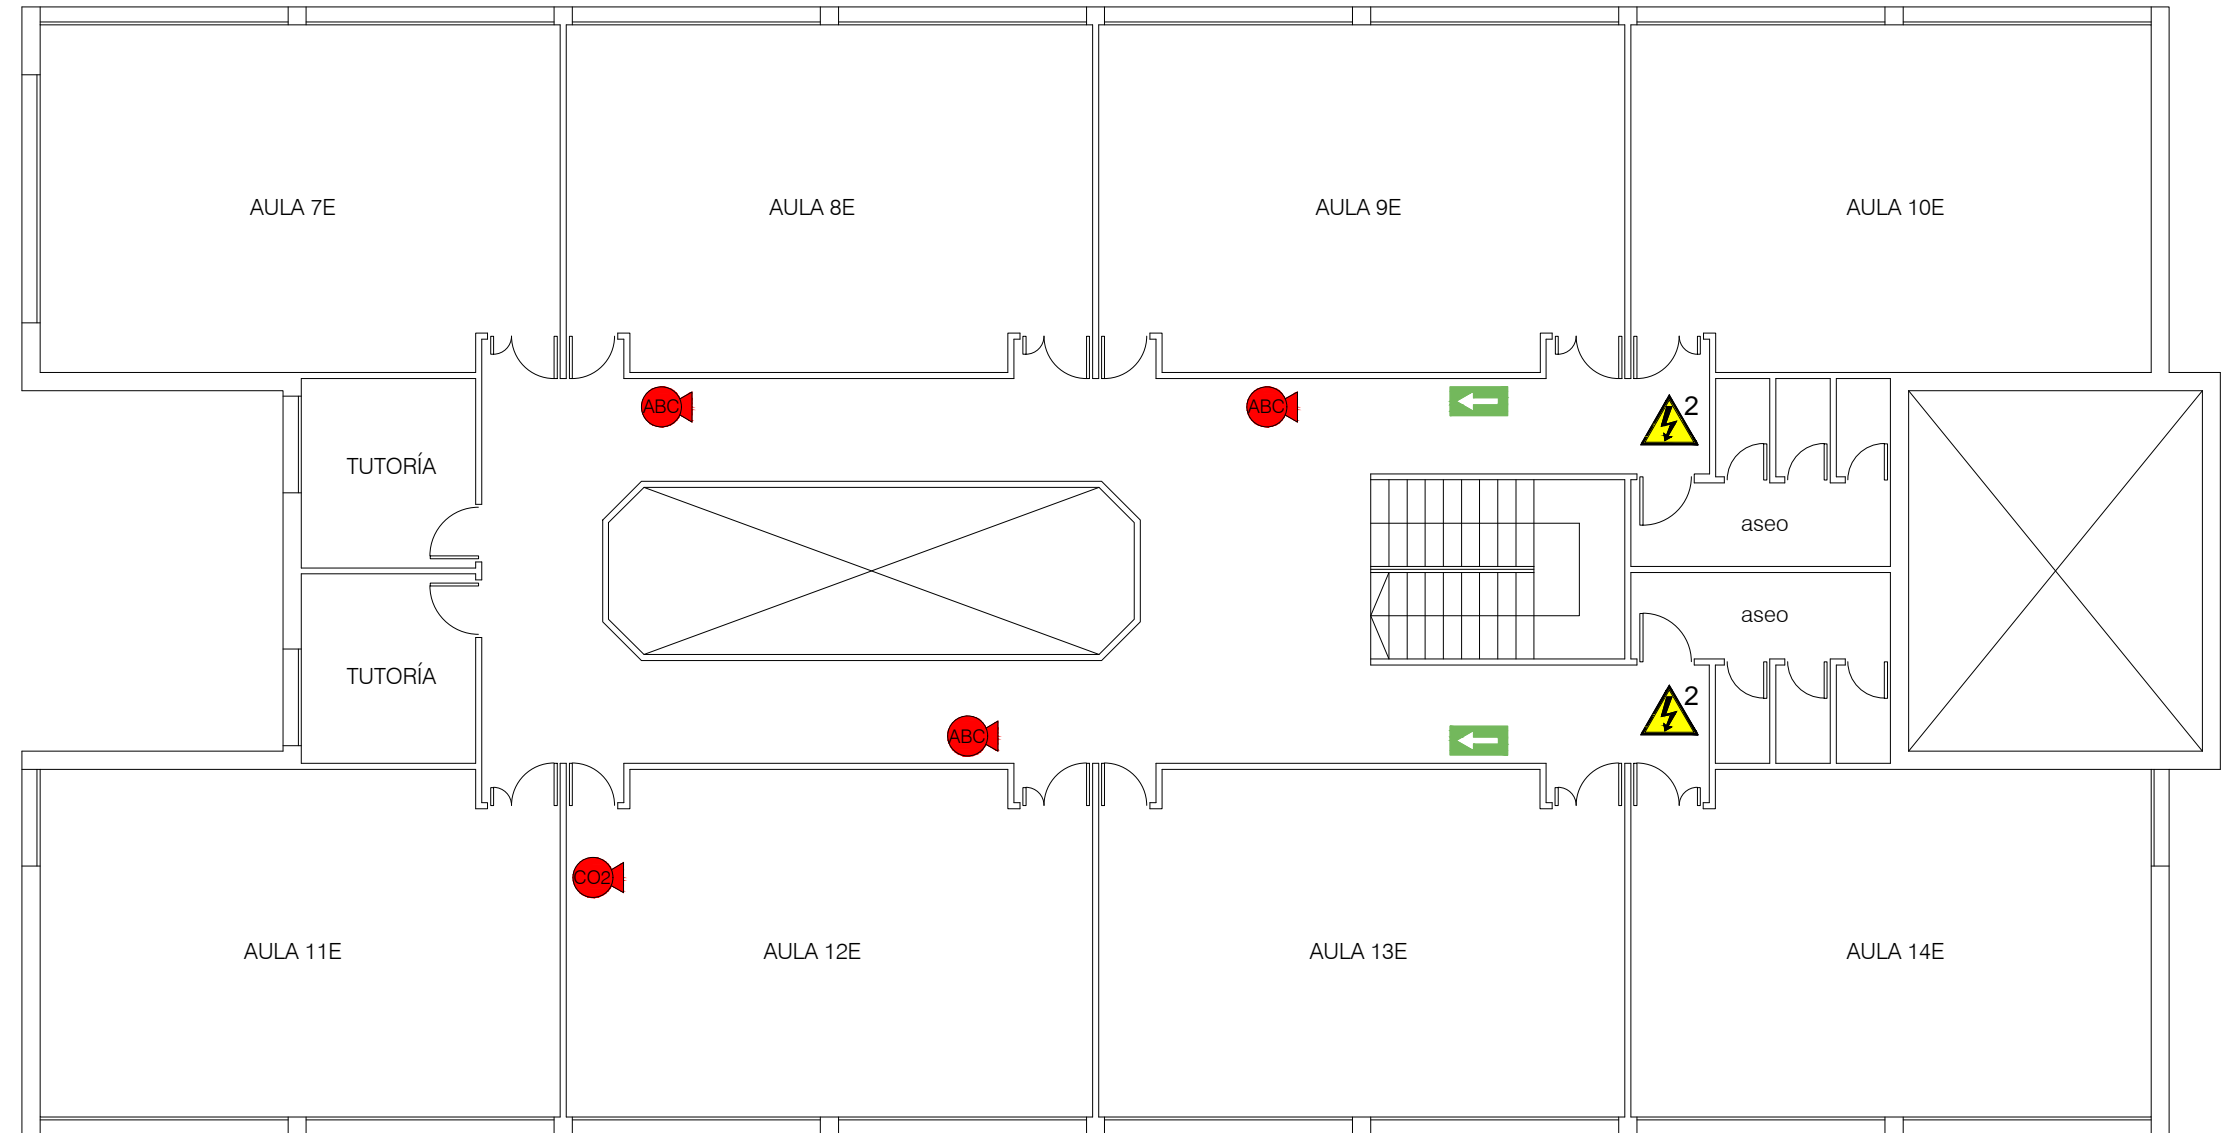 AULA 7E
AULA 8E
AULA 9E
AULA 10E
ABC
ABC
2
TUTORÍA
aseo
aseo
TUTORÍA
2
ABC
CO2
AULA 11E
AULA 12E
AULA 13E
AULA 14E